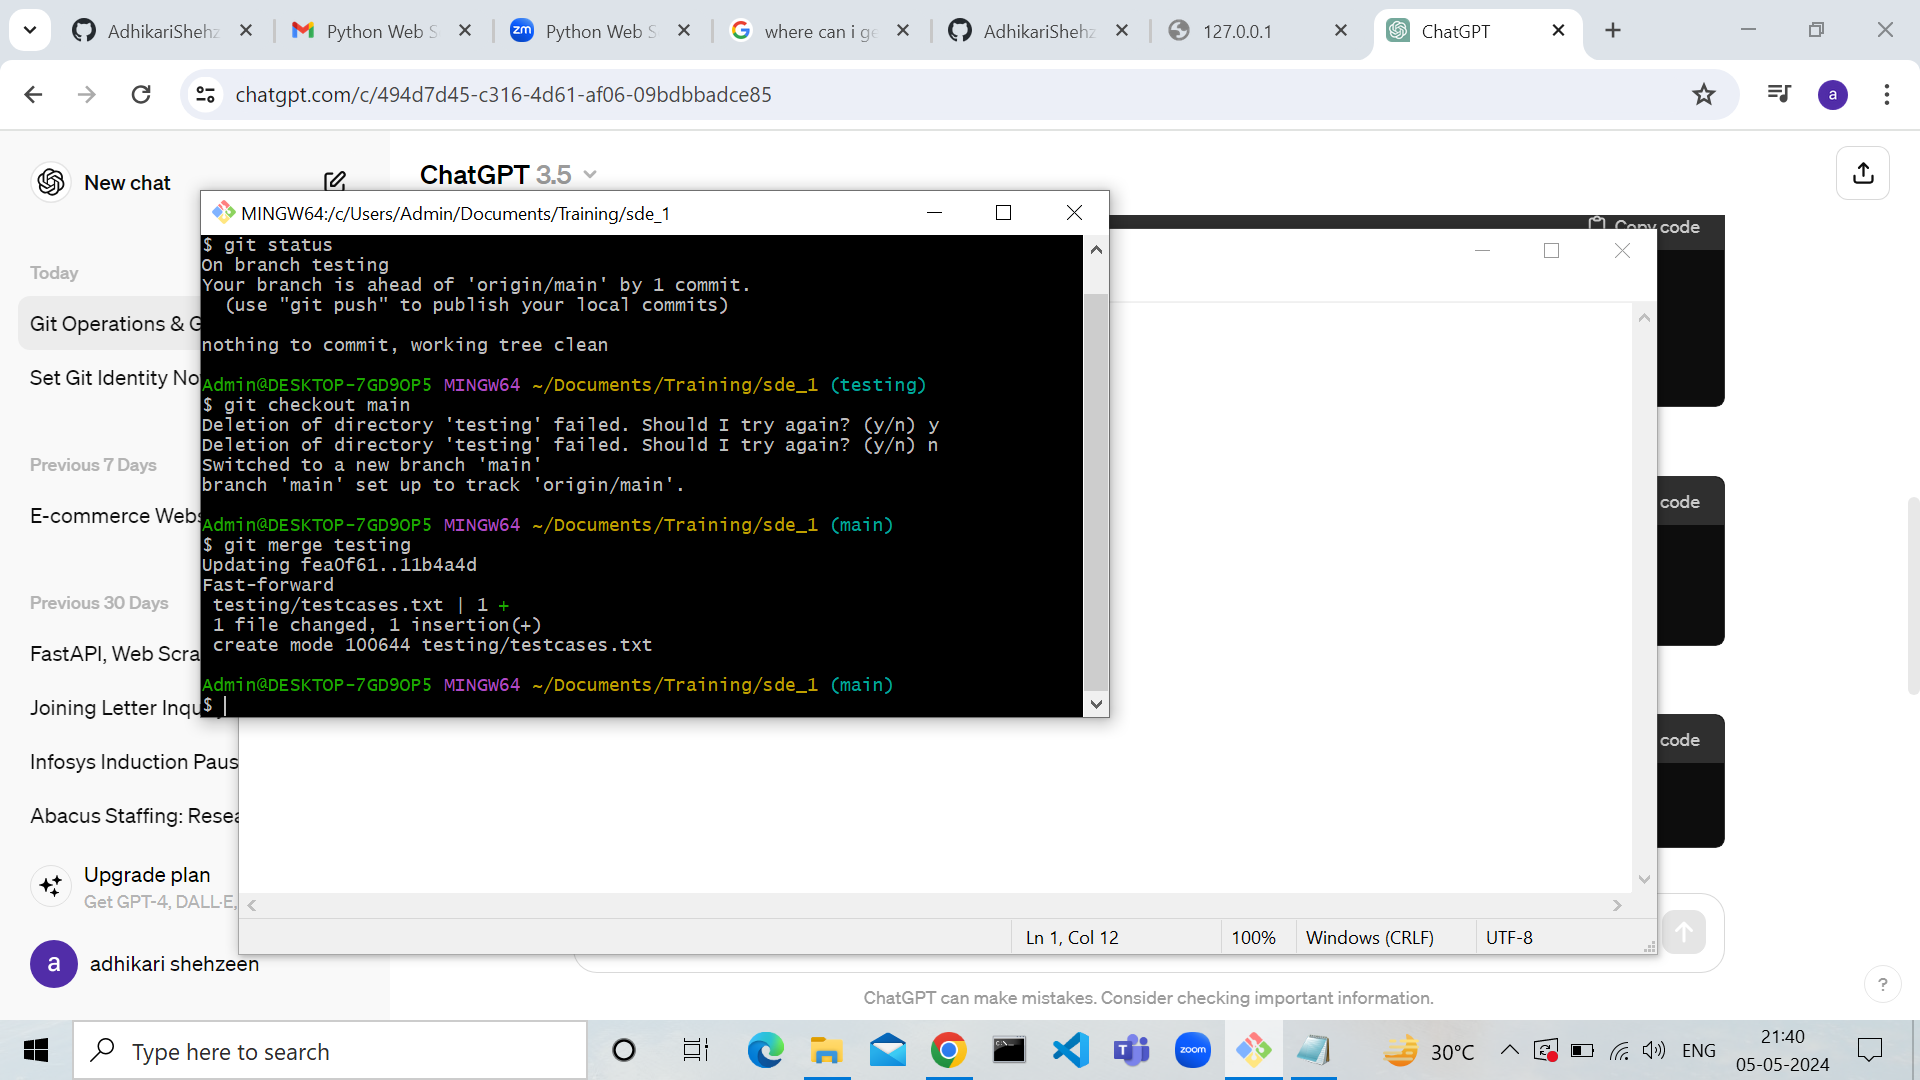 AdhikariShehz
Python Web S
Python Web S
where can i ge
AdhikariShehz
127.0.0.1
ChatGPT
chatgpt.com/c/494d7d45-c316-4d61-af06-09bdbbadce85
a
New chat
ChatGPT 3.5
Today
Git Operations & G
Set Git Identity No
Previous 7 Days
E-commerce Webs
Previous 30 Days
FastAPI, Web Scra
Joining Letter Inqu
Infosys Induction Paus
Abacus Staffing: Resea
Upgrade plan
Get GPT-4, DALL·E,
a
adhikari shehzeen
MINGW64:/c/Users/Admin/Documents/Training/sde_1
$ git status
On branch testing
Your branch is ahead of 'origin/main' by 1 commit.
(use "git push" to publish your local commits)
nothing to commit, working tree clean
Admin@DESKTOP-7GD9OP5 MINGW64 ~/Documents/Training/sde_1 (testing)
$ git checkout main
Deletion of directory 'testing' failed. Should I try again? (y/n) y
Deletion of directory 'testing' failed. Should I try again? (y/n) n
Switched to a new branch 'main'
branch 'main' set up to track 'origin/main'.
Admin@DESKTOP-7GD9OP5 MINGW64 ~/Documents/Training/sde_1 (main)
$ git merge testing
Updating fea0f61..11b4a4d
Fast-forward
testing/testcases.txt | 1 +
1 file changed, 1 insertion(+)
create mode 100644 testing/testcases.txt
Admin@DESKTOP-7GD9OP5 MINGW64 ~/Documents/Training/sde_1 (main)
$
Copy code
code
code
Ln 1, Col 12
100%
Windows (CRLF)
UTF-8
ChatGPT can make mistakes. Consider checking important information.
?
Type here to search
zoom
30°C
ENG
21:40
05-05-2024